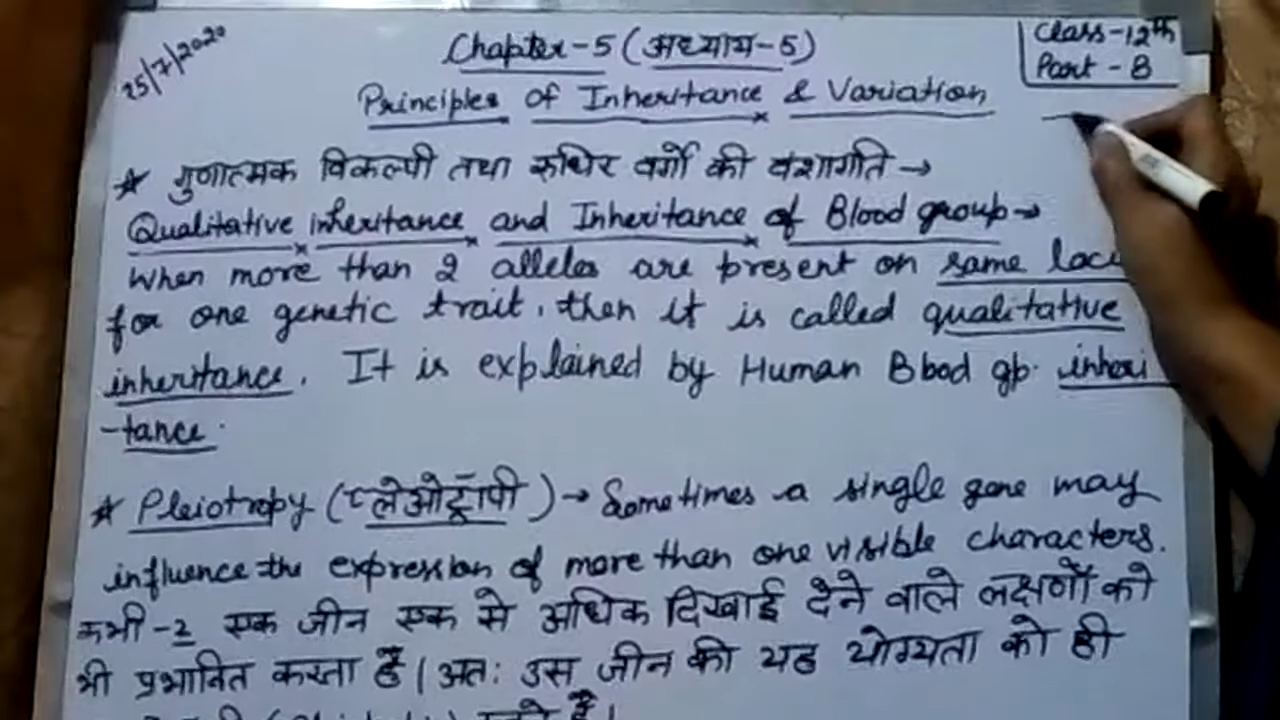 25/7/2020
Chapter-5 (अध्याय-5)
Class-12th
Part - 8
Principles of Inheritance & Variation
* गुणात्मक विकल्पी तथा रुधिर वर्गों की वंशागति →
Qualitative inheritance and Inheritance of Blood group →
When more than 2 alleles are present on same
for one genetic trait, then it is called qualitative
inheritance. It is explained by Human Blood gp. inheri
-tance.
* Pleiotropy (प्लेओट्रॉपी) → Sometimes a single gene may
influence the expression of more than one visible characters.
कभी-2 एक जीन एक से अधिक दिखाई देने वाले लक्षणों को
भी प्रभावित करता है। अतः उस जीन की यह योग्यता को ही